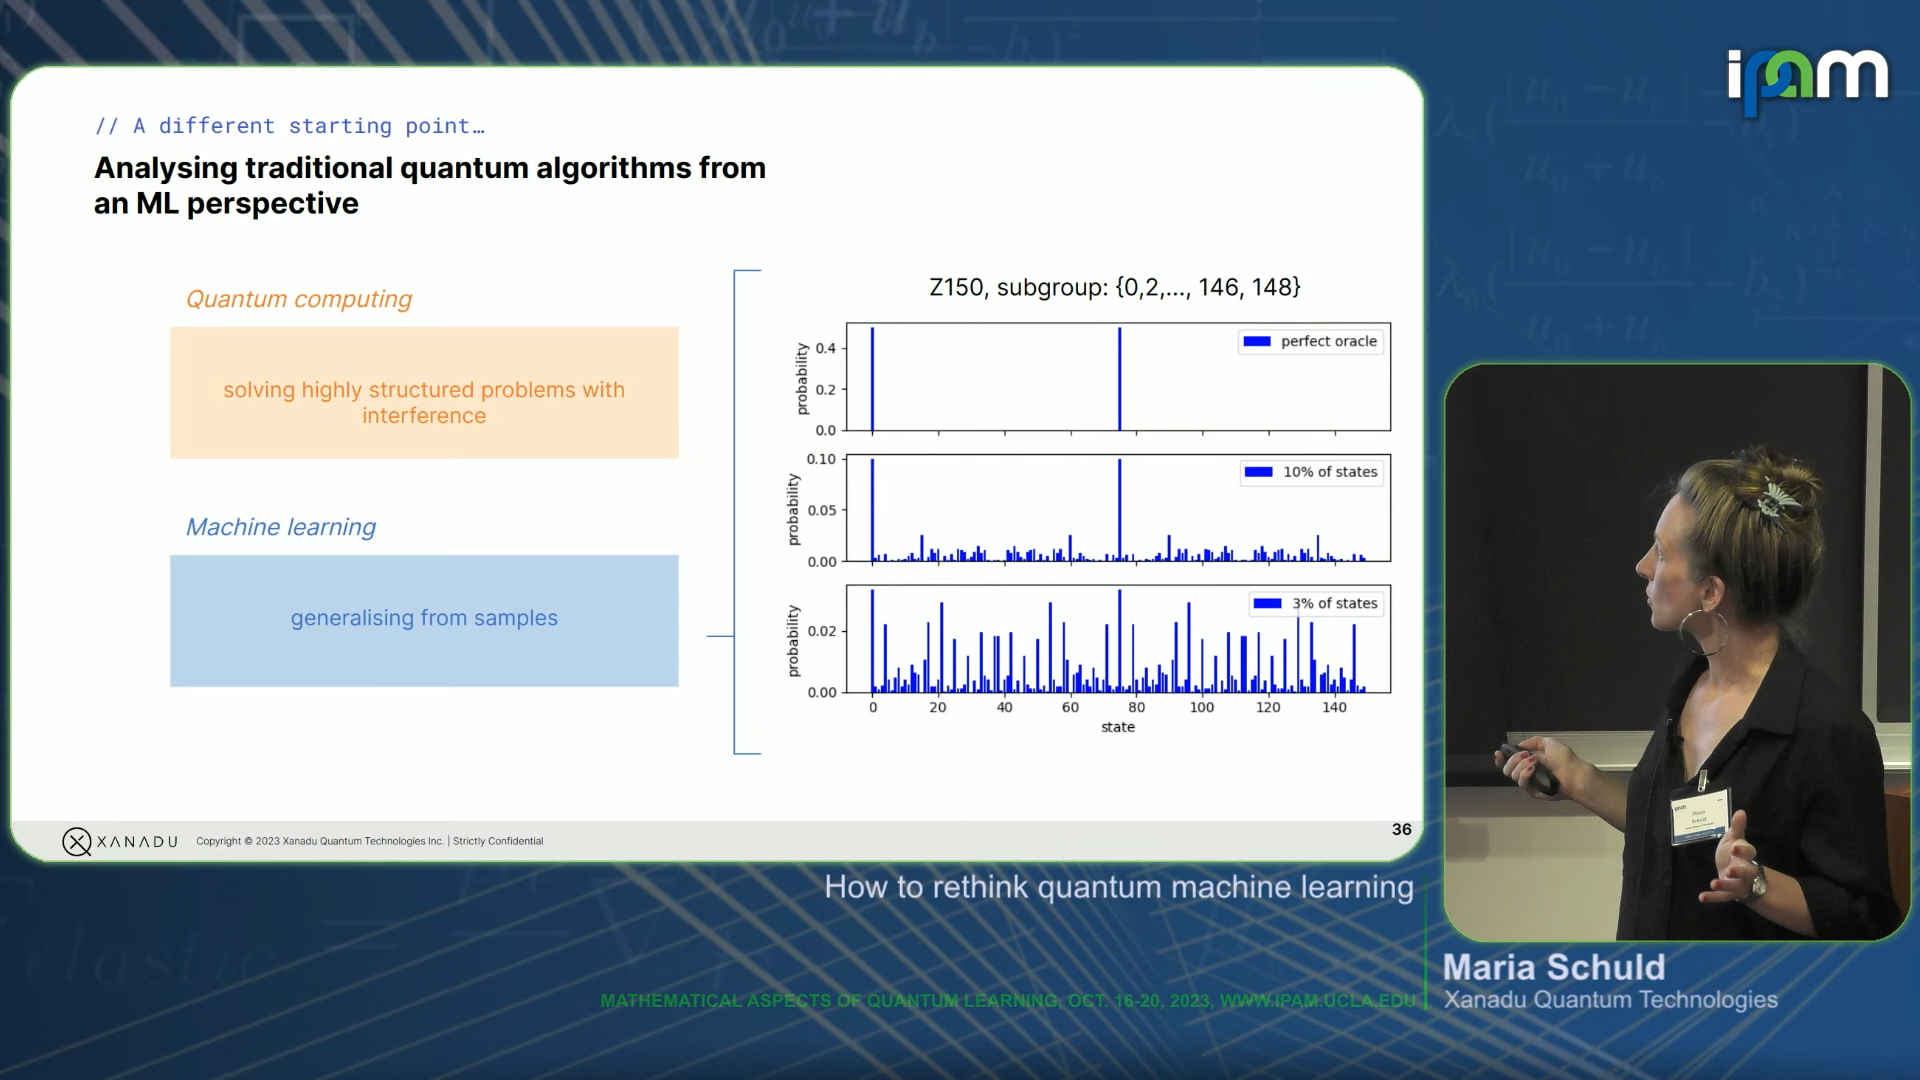 // A different starting point…
Analysing traditional quantum algorithms from
an ML perspective
Quantum computing
solving highly structured problems with
interference
Machine learning
generalising from samples
Z150, subgroup: {0,2,..., 146, 148}
perfect oracle
probability
0.4
0.2
0.0
10% of states
probability
0.10
0.05
0.00
3% of states
probability
0.02
0.00
0 20 40 60 80 100 120 140
state
XANADU Copyright © 2023 Xanadu Quantum Technologies Inc. | Strictly Confidential
36
ipam
How to rethink quantum machine learning
Maria Schuld
Xanadu Quantum Technologies
MATHEMATICAL ASPECTS OF QUANTUM LEARNING, OCT. 16-20, 2023, WWW.IPAM.UCLA.EDU
ipam
Maria
Schuld